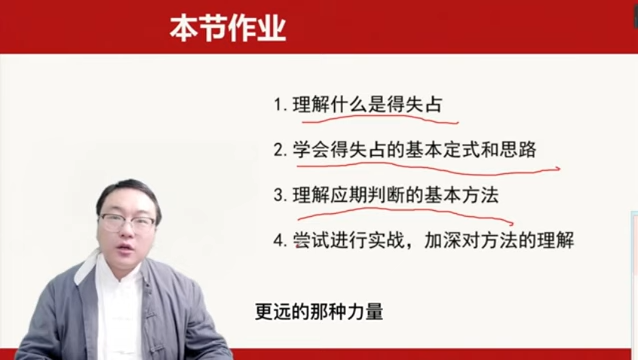 本节作业
1.理解什么是得失占
2.学会得失占的基本定式和思路
3.理解应期判断的基本方法
4.尝试进行实战，加深对方法的理解
更远的那种力量